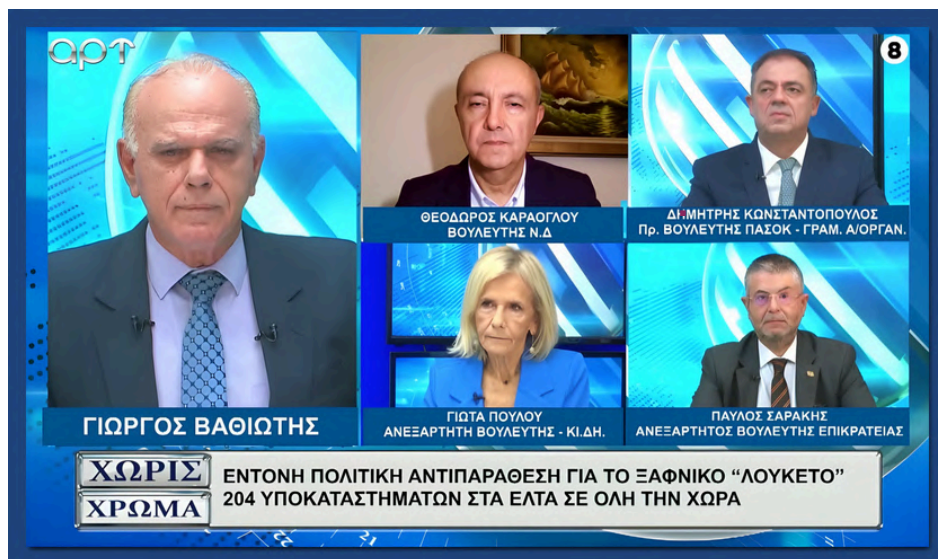 αρτ
8
ΘΕΟΔΩΡΟΣ ΚΑΡΑΟΓΛΟΥ
ΒΟΥΛΕΥΤΗΣ Ν.Δ
ΔΗΜΗΤΡΗΣ ΚΩΝΣΤΑΝΤΟΠΟΥΛΟΣ
Πρ. ΒΟΥΛΕΥΤΗΣ ΠΑΣΟΚ - ΓΡΑΜ. Α/ΟΡΓΑΝ.
ΓΙΩΡΓΟΣ ΒΑΘΙΩΤΗΣ
ΓΙΩΤΑ ΠΟΥΛΟΥ
ΑΝΕΞΑΡΤΗΤΗ ΒΟΥΛΕΥΤΗΣ - ΚΙ.ΔΗ.
ΠΑΥΛΟΣ ΣΑΡΑΚΗΣ
ΑΝΕΞΑΡΤΗΤΟΣ ΒΟΥΛΕΥΤΗΣ ΕΠΙΚΡΑΤΕΙΑΣ
ΧΩΡΙΣ
ΧΡΩΜΑ
ΕΝΤΟΝΗ ΠΟΛΙΤΙΚΗ ΑΝΤΙΠΑΡΑΘΕΣΗ ΓΙΑ ΤΟ ΞΑΦΝΙΚΟ “ΛΟΥΚΕΤΟ”
204 ΥΠΟΚΑΤΑΣΤΗΜΑΤΩΝ ΣΤΑ ΕΛΤΑ ΣΕ ΟΛΗ ΤΗΝ ΧΩΡΑ
22
21